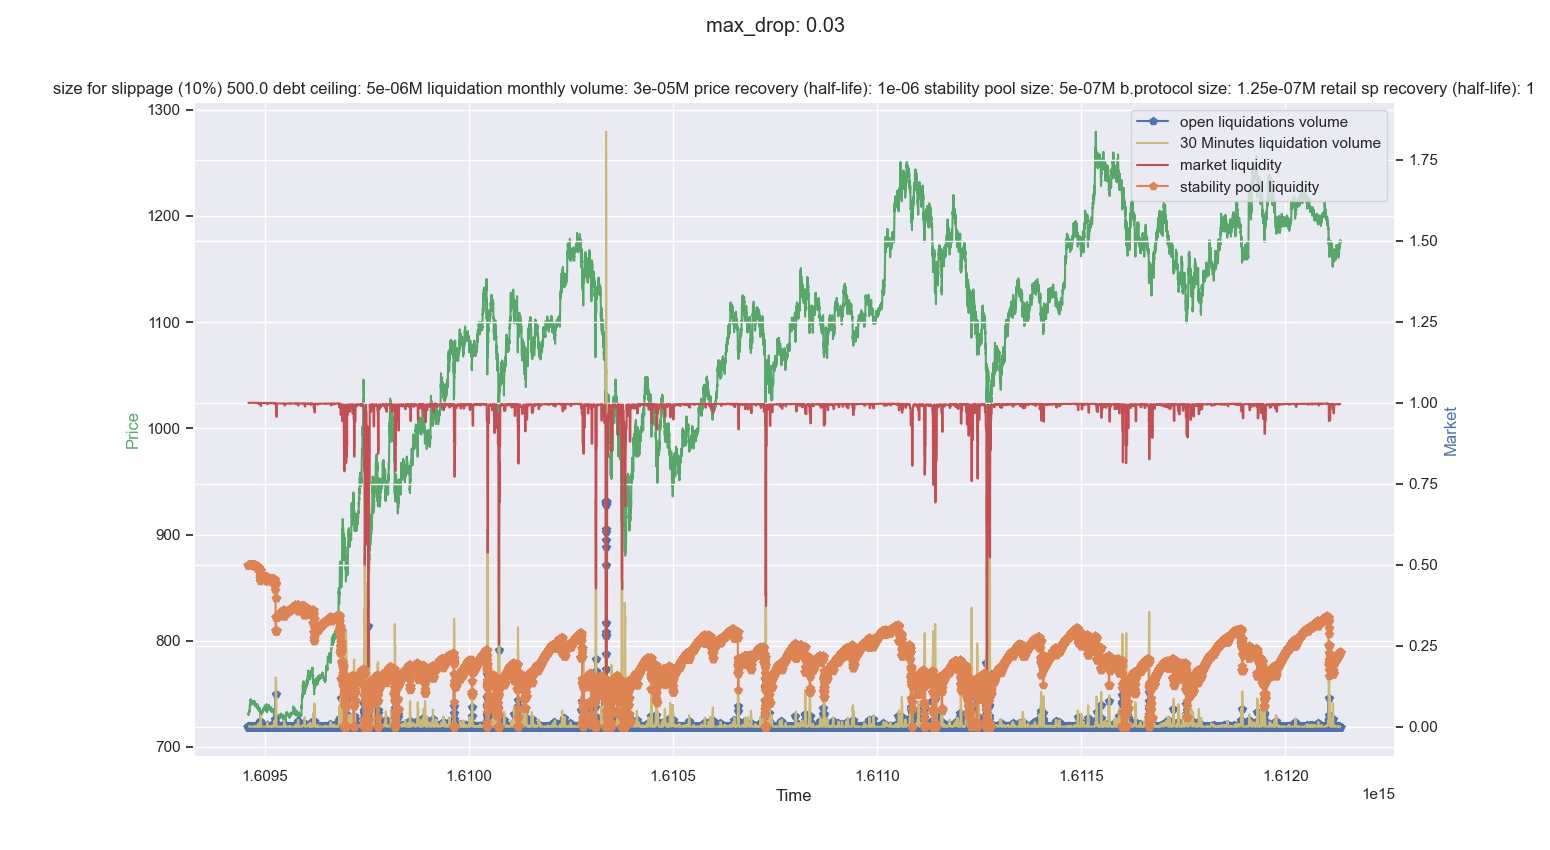 max_drop: 0.03
size for slippage (10%) 500.0 debt ceiling: 5e-06M liquidation monthly volume: 3e-05M price recovery (half-life): 1e-06 stability pool size: 5e-07M b.protocol size: 1.25e-07M retail sp recovery (half-life): 1
open liquidations volume
30 Minutes liquidation volume
market liquidity
stability pool liquidity
1300
1200
1100
1000
900
800
700
Price
1.75
1.50
1.25
1.00
0.75
0.50
0.25
0.00
Market
1.6095 1.6100 1.6105 1.6110 1.6115 1.6120
Time
1e15